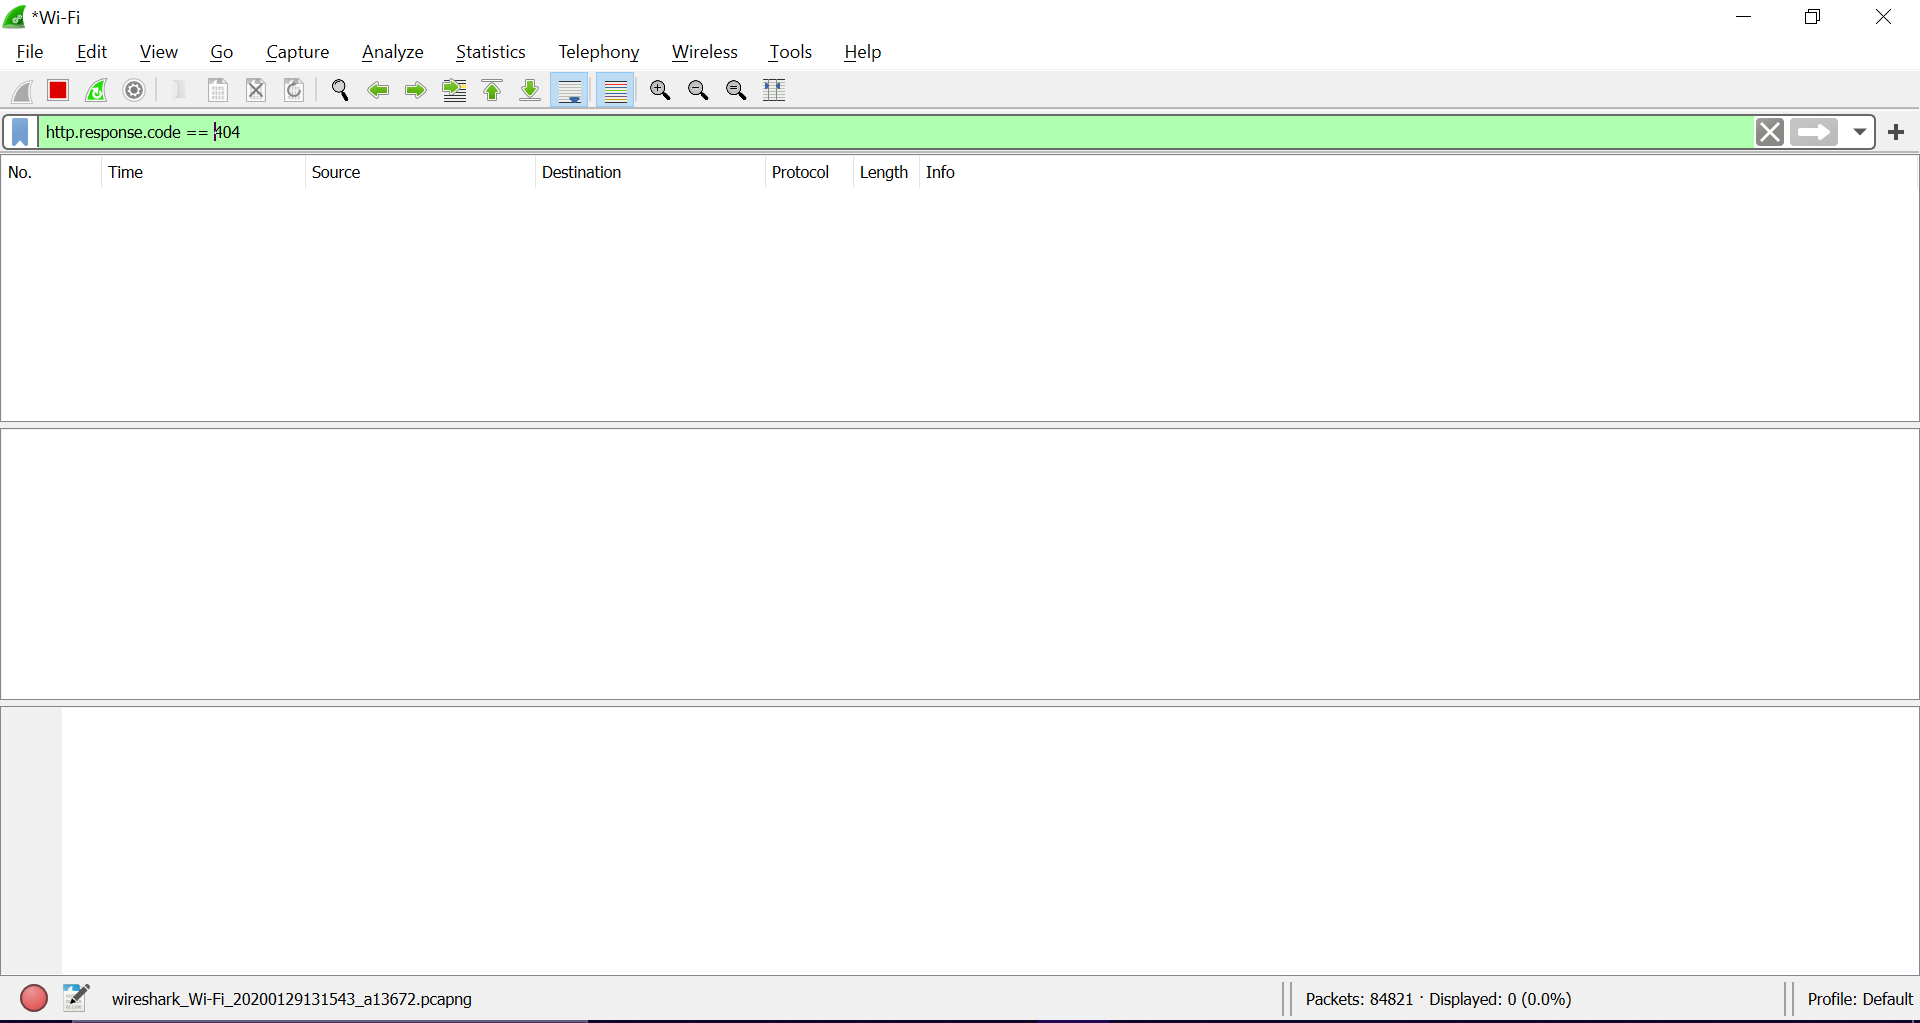 *Wi-Fi
File Edit View Go Capture Analyze Statistics Telephony Wireless Tools Help
http.response.code == 404
No. Time Source Destination Protocol Length Info
wireshark_Wi-Fi_20200129131543_a13672.pcapng Packets: 84821 · Displayed: 0 (0.0%) Profile: Default